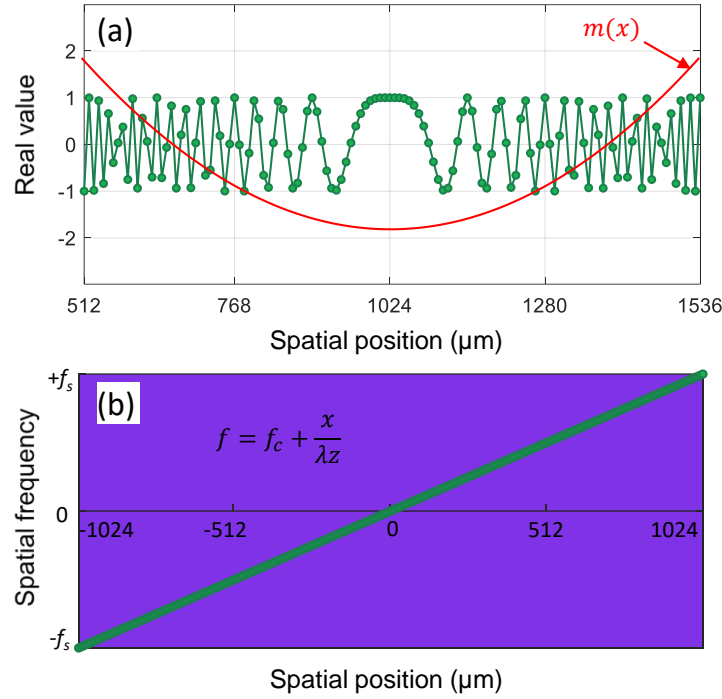 (a)
m(x)
2
1
0
-1
-2
Real value
512 768 1024 1280 1536
Spatial position (µm)
(b)
+fₛ
f = f_c + x/λz
0
-1024 -512 0 512 1024
-fₛ
Spatial frequency
Spatial position (µm)